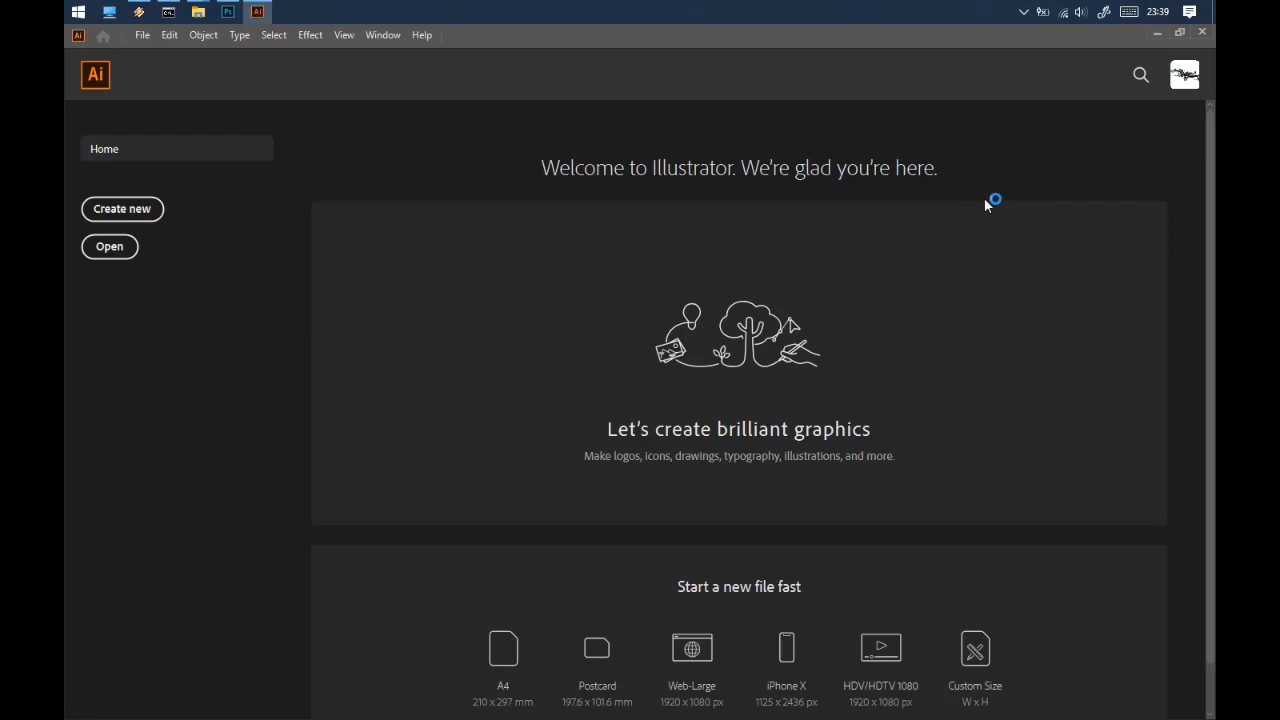 Ps
Ai
23:39
Ai
File Edit Object Type Select Effect View Window Help
Ai
Home
Create new
Open
Welcome to Illustrator. We're glad you're here.
Let's create brilliant graphics
Make logos, icons, drawings, typography, illustrations, and more.
Start a new file fast
A4 Postcard Web-Large iPhone X HDV/HDTV 1080 Custom Size
210 x 297 mm 197.6 x 101.6 mm 1920 x 1080 px 1125 x 2436 px 1920 x 1080 px W x H